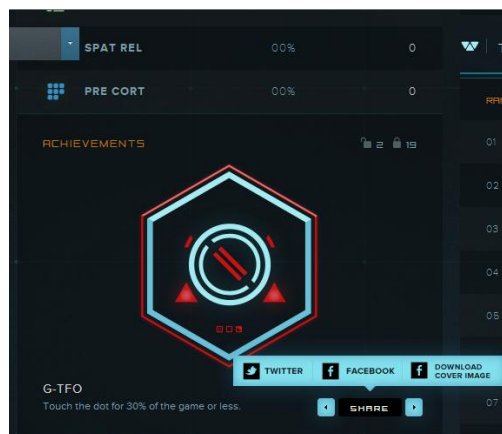 SPAT REL 00% 0
PRE CORT 00% 0
ACHIEVEMENTS 2 19
G-TFO
Touch the dot for 30% of the game or less.
TWITTER FACEBOOK DOWNLOAD
COVER IMAGE
SHARE
01
02
03
04
05
06
07